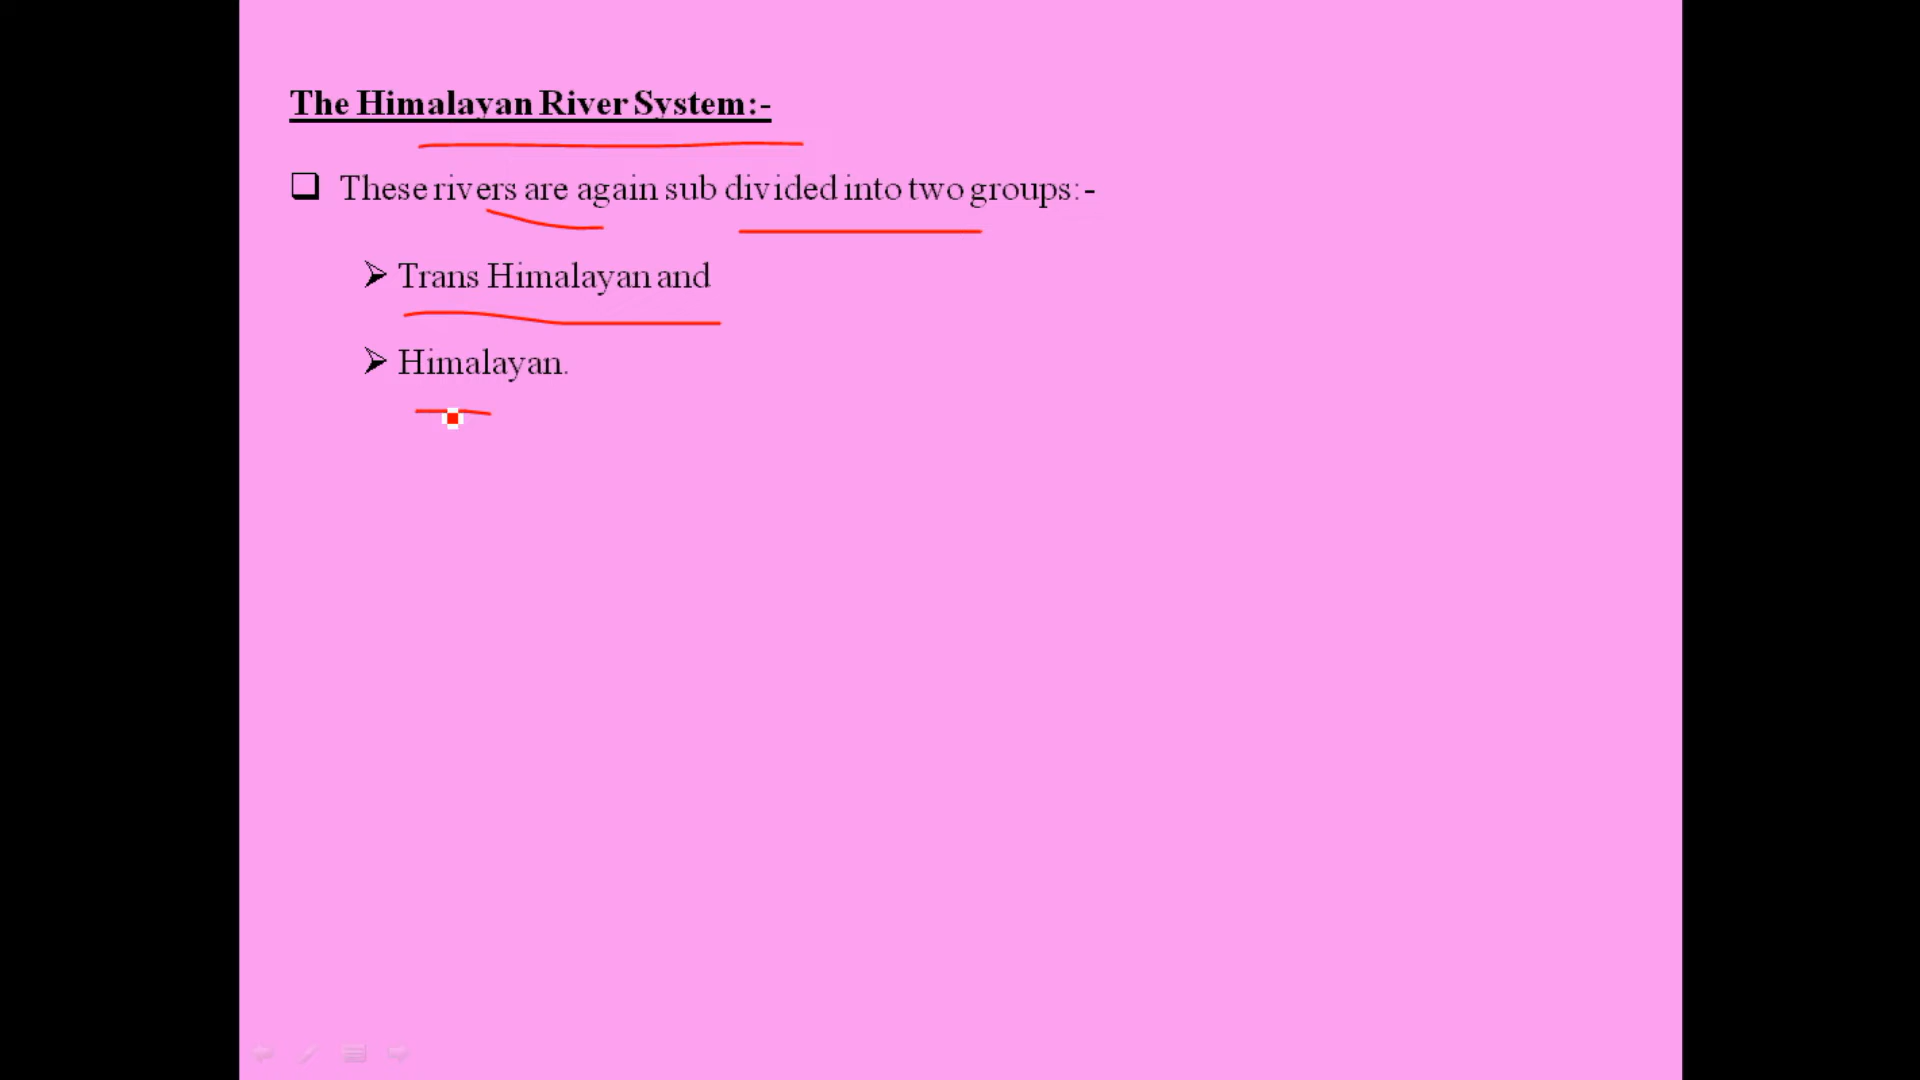 The Himalayan River System:-
These rivers are again sub divided into two groups:-
Trans Himalayan and
Himalayan.